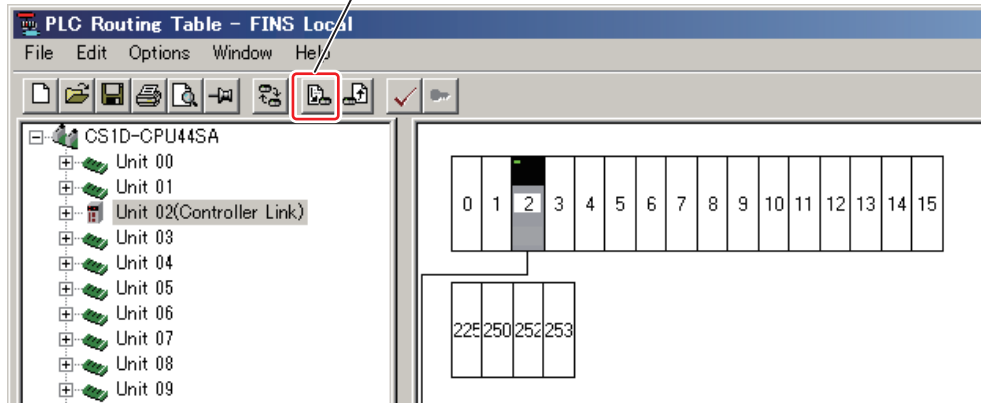 PLC Routing Table - FINS Local
File Edit Options Window Help
CS1D-CPU44SA
Unit 00
Unit 01
Unit 02(Controller Link)
Unit 03
Unit 04
Unit 05
Unit 06
Unit 07
Unit 08
Unit 09
0 1 2 3 4 5 6 7 8 9 10 11 12 13 14 15
225 250 252 253